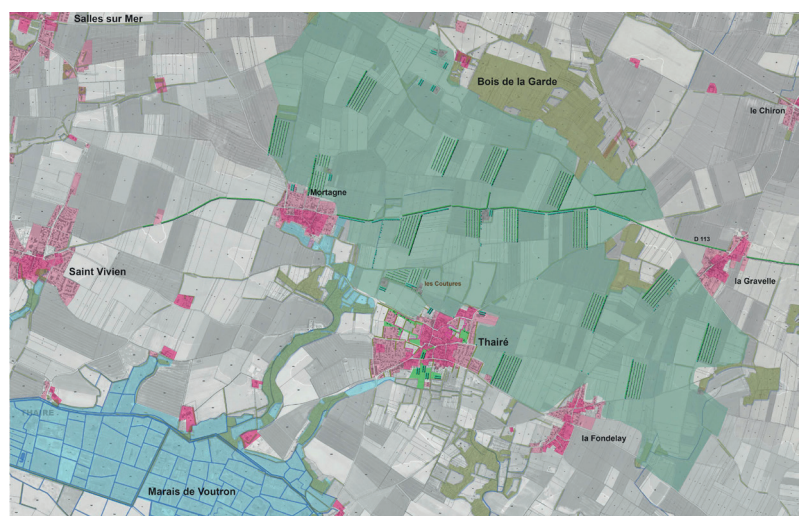 Salles sur Mer
Bois de la Garde
le Chiron
Mortagne
D 113
Saint Vivien
la Gravelle
les Coutures
Thairé
THAIRE
la Fondelay
Marais de Voutron